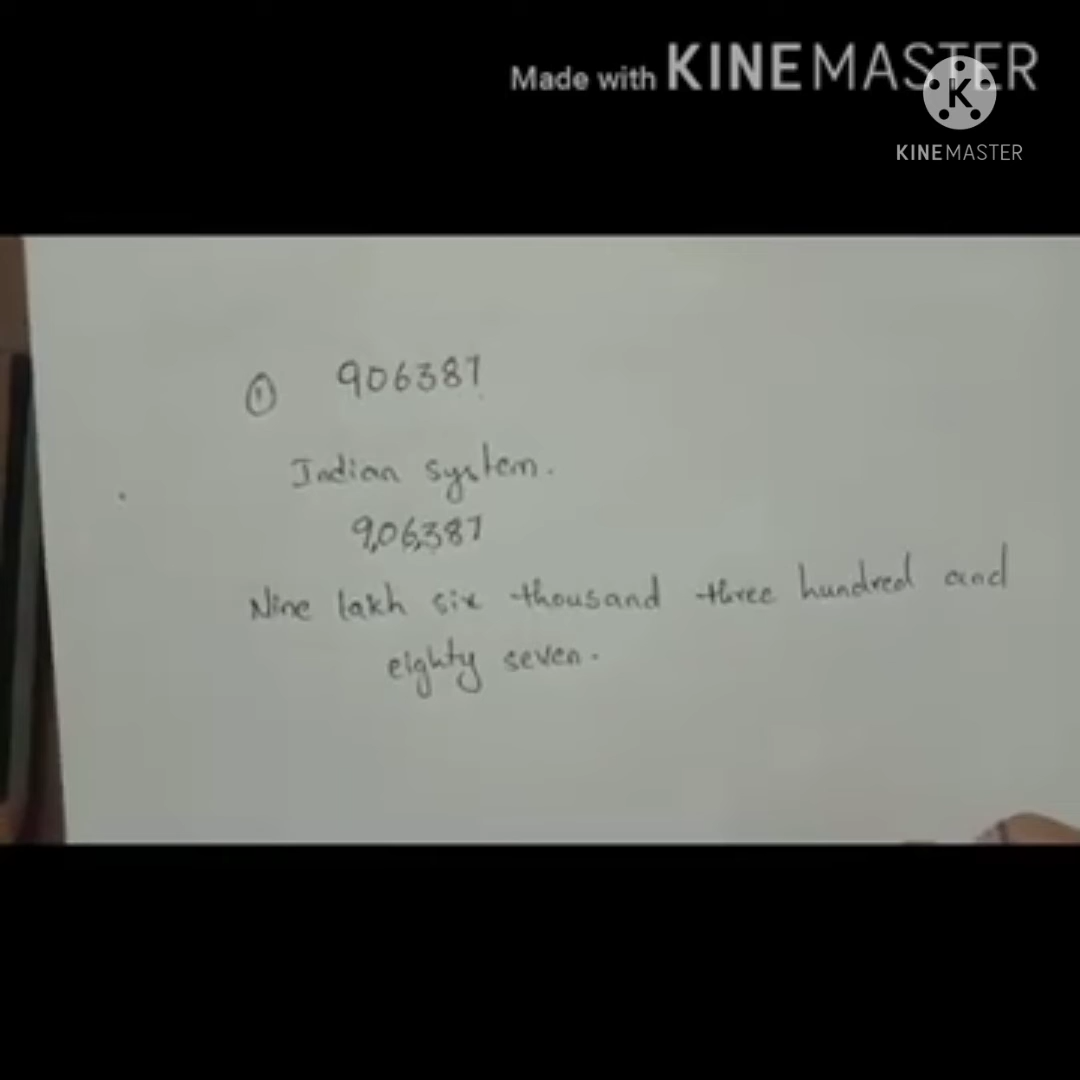 Made with KINEMASTER
K
KINEMASTER
① 906387
Indian system.
9,06,387
Nine lakh six thousand three hundred and
eighty seven.